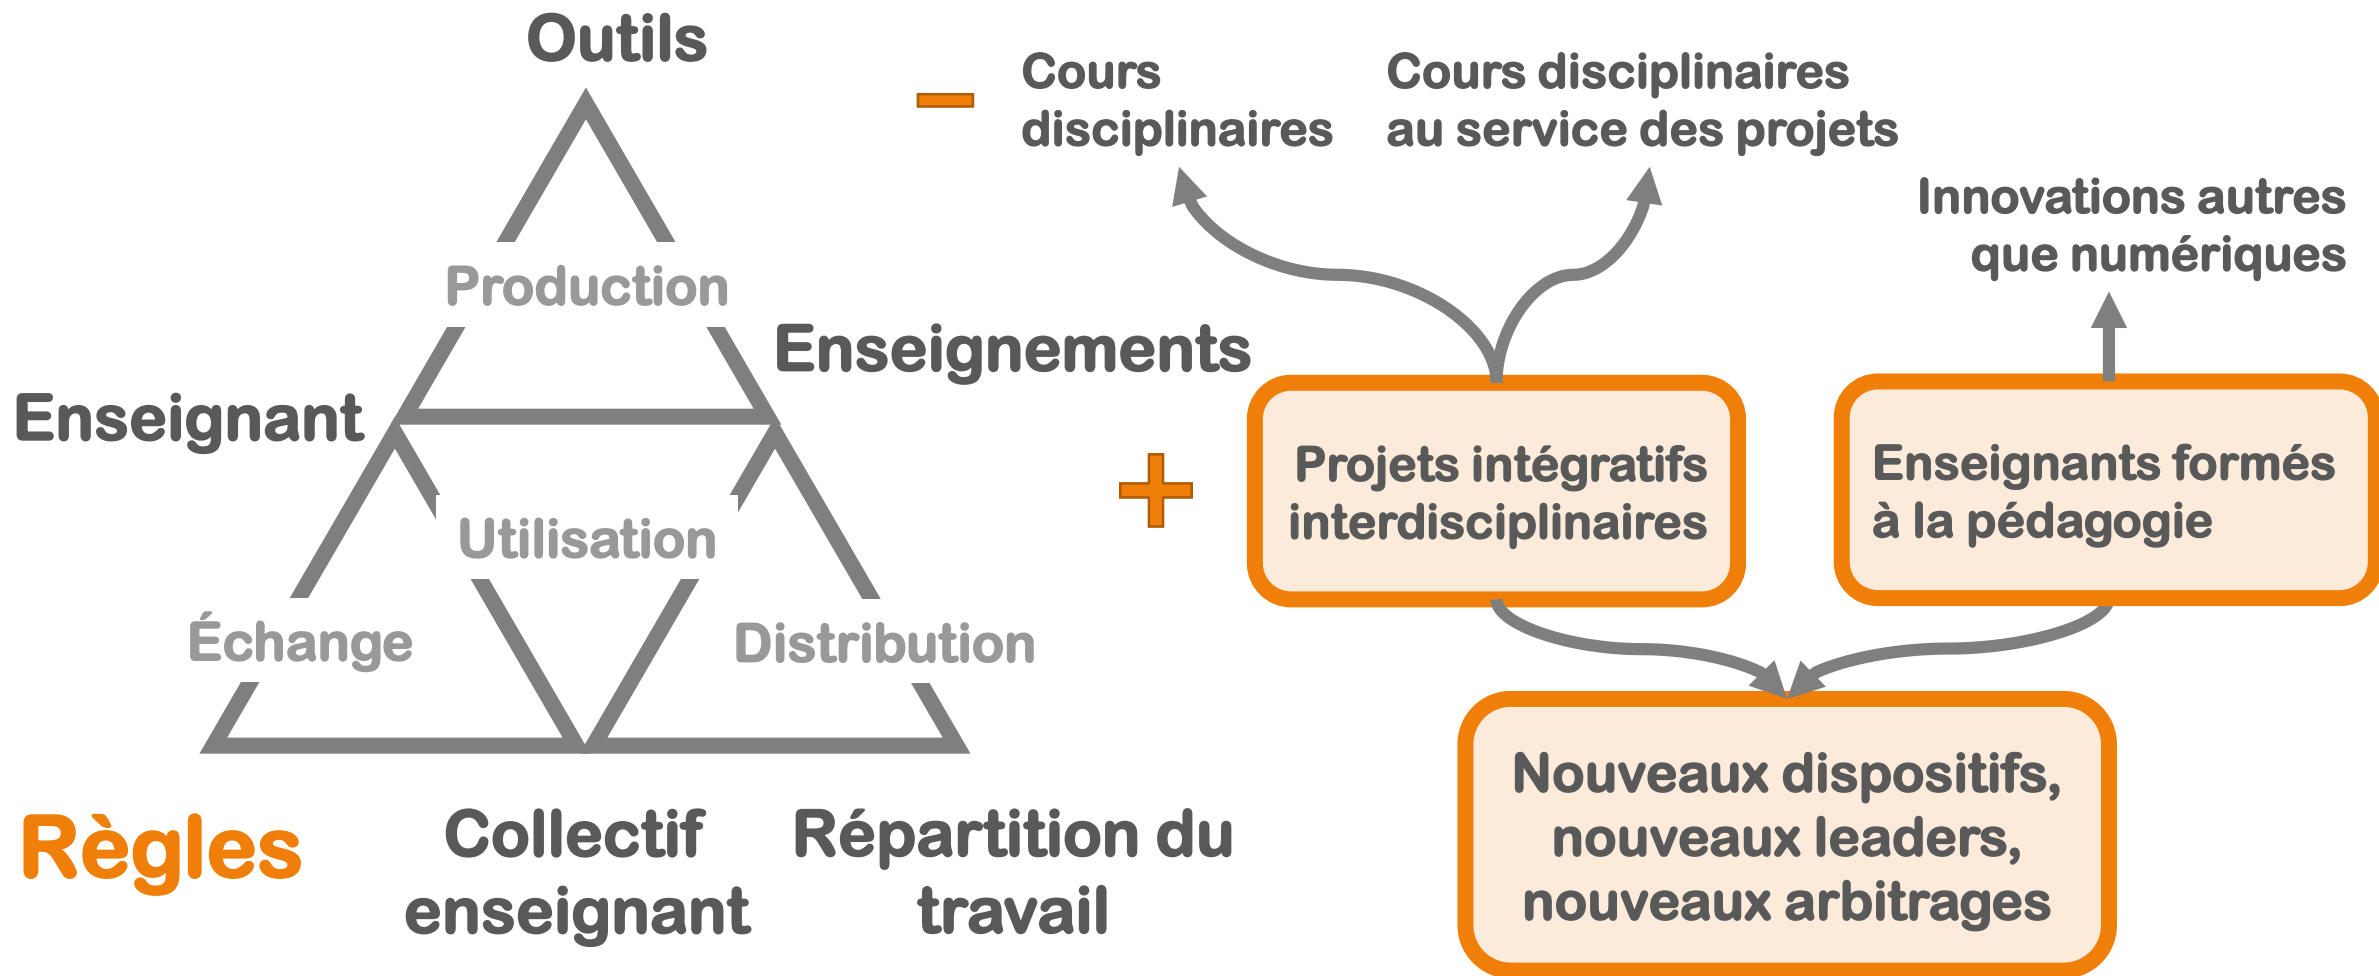 Outils
Production
Enseignements
Enseignant
Utilisation
Échange
Distribution
Règles
Collectif
enseignant
Répartition du
travail
Cours
disciplinaires
Cours disciplinaires
au service des projets
Innovations autres
que numériques
Projets intégratifs
interdisciplinaires
Enseignants formés
à la pédagogie
Nouveaux dispositifs,
nouveaux leaders,
nouveaux arbitrages